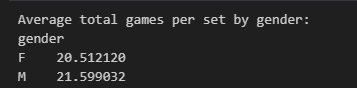 Average total games per set by gender:
gender
F    20.512120
M    21.599032